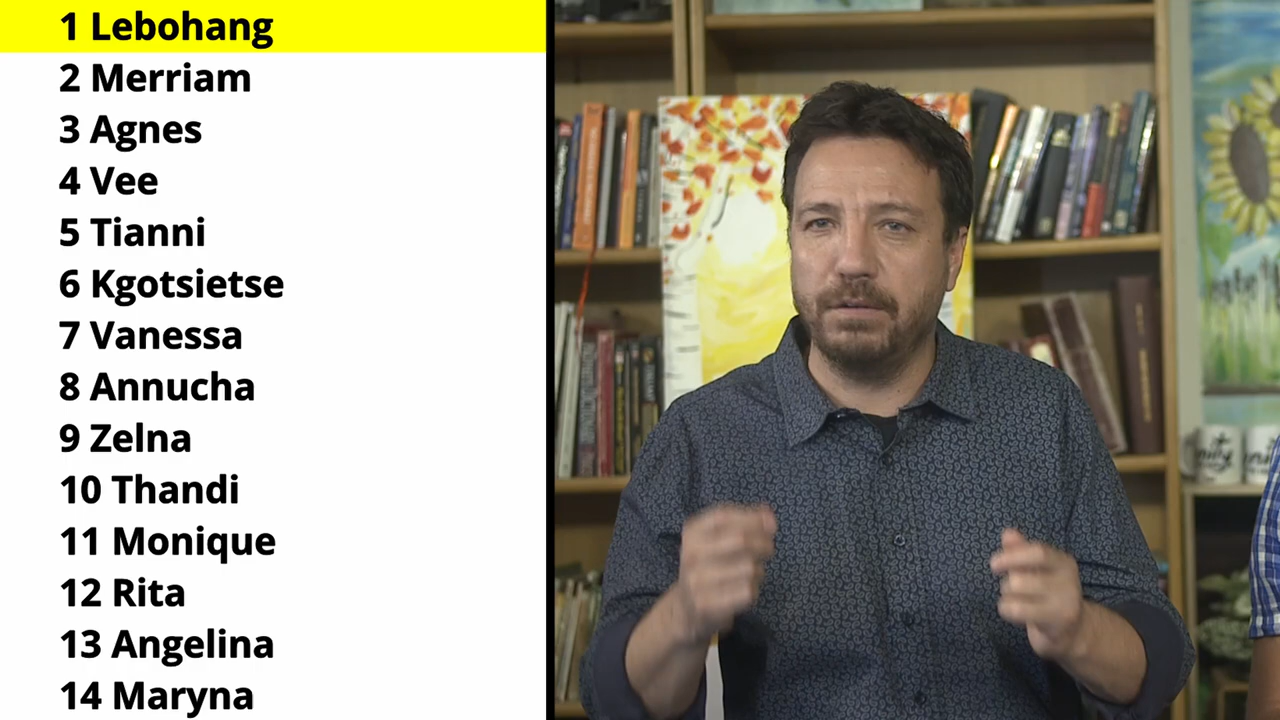 1 Lebohang
2 Merriam
3 Agnes
4 Vee
5 Tianni
6 Kgotsietse
7 Vanessa
8 Annucha
9 Zelna
10 Thandi
11 Monique
12 Rita
13 Angelina
14 Maryna